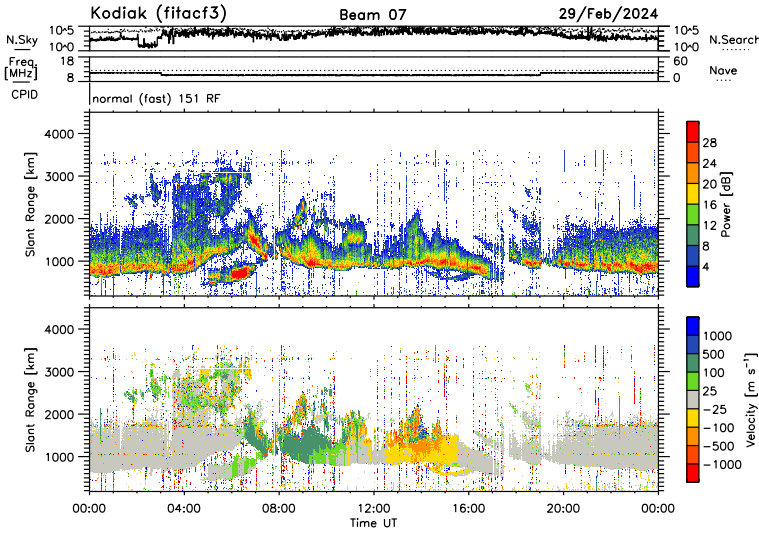 Kodiak (fitacf3) Beam 07 29/Feb/2024
N.Sky 10^5 10^0 10^5 10^0 N.Search
Freq. [MHz] 18 8 60 0 Nave
CPID normal (fast) 151 RF
Slant Range [km] 4000 3000 2000 1000
Power [dB] 28 24 20 16 12 8 4
Slant Range [km] 4000 3000 2000 1000
Velocity [m s⁻¹] 1000 500 100 25 −25 −100 −500 −1000
00:00 04:00 08:00 12:00 16:00 20:00 00:00
Time UT